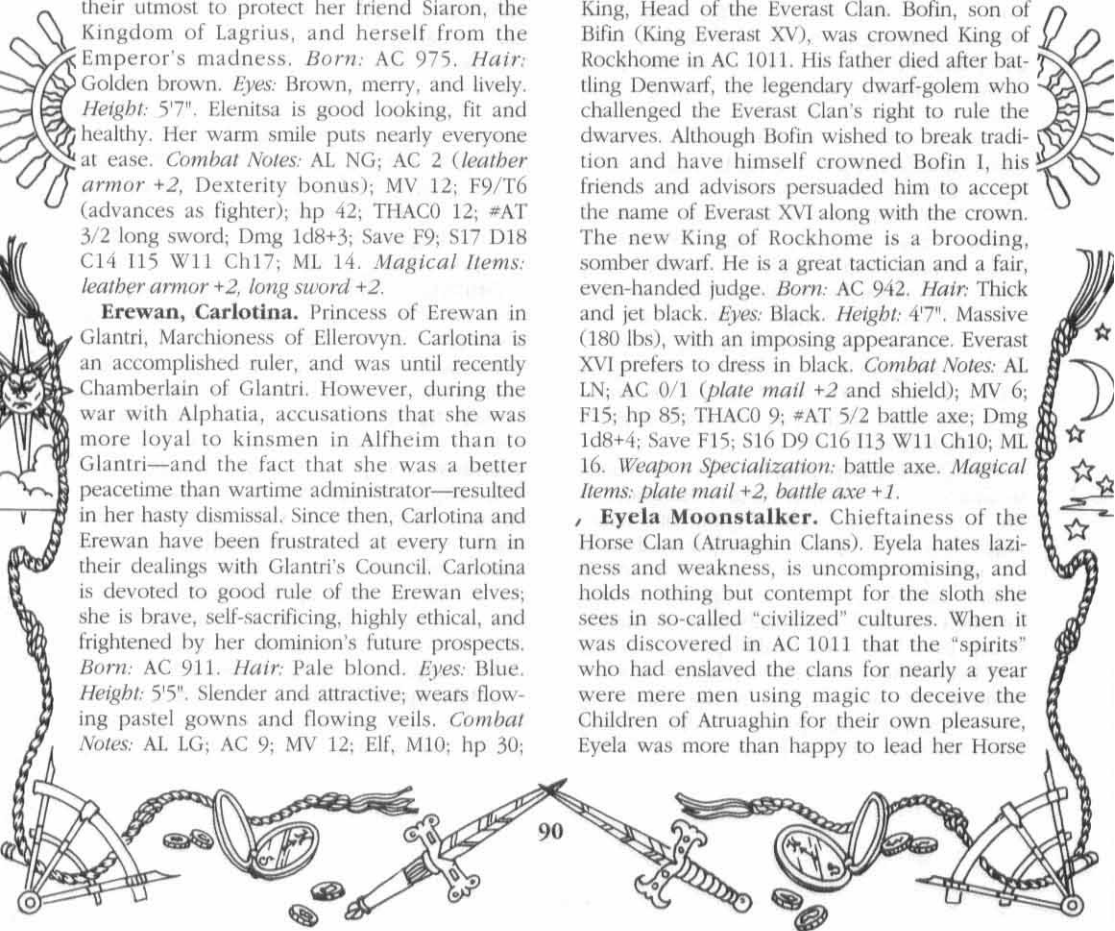 their utmost to protect her friend Siaron, the
Kingdom of Lagrius, and herself from the
Emperor's madness. Born: AC 975. Hair:
Golden brown. Eyes: Brown, merry, and lively.
Height: 5'7". Elenitsa is good looking, fit and
healthy. Her warm smile puts nearly everyone
at ease. Combat Notes: AL NG; AC 2 (leather
armor +2, Dexterity bonus); MV 12; F9/T6
(advances as fighter); hp 42; THAC0 12; #AT
3/2 long sword; Dmg 1d8+3; Save F9; S17 D18
C14 I15 W11 Ch17; ML 14. Magical Items:
leather armor +2, long sword +2.
Erewan, Carlotina. Princess of Erewan in
Glantri, Marchioness of Ellerovyn. Carlotina is
an accomplished ruler, and was until recently
Chamberlain of Glantri. However, during the
war with Alphatia, accusations that she was
more loyal to kinsmen in Alfheim than to
Glantri—and the fact that she was a better
peacetime than wartime administrator—resulted
in her hasty dismissal. Since then, Carlotina and
Erewan have been frustrated at every turn in
their dealings with Glantri's Council. Carlotina
is devoted to good rule of the Erewan elves;
she is brave, self-sacrificing, highly ethical, and
frightened by her dominion's future prospects.
Born: AC 911. Hair: Pale blond. Eyes: Blue.
Height: 5'5". Slender and attractive; wears flow-
ing pastel gowns and flowing veils. Combat
Notes: AL LG; AC 9; MV 12; Elf, M10; hp 30;
King, Head of the Everast Clan. Bofin, son of
Bifin (King Everast XV), was crowned King of
Rockhome in AC 1011. His father died after bat-
tling Denwarf, the legendary dwarf-golem who
challenged the Everast Clan's right to rule the
dwarves. Although Bofin wished to break tradi-
tion and have himself crowned Bofin I, his
friends and advisors persuaded him to accept
the name of Everast XVI along with the crown.
The new King of Rockhome is a brooding,
somber dwarf. He is a great tactician and a fair,
even-handed judge. Born: AC 942. Hair: Thick
and jet black. Eyes: Black. Height: 4'7". Massive
(180 lbs), with an imposing appearance. Everast
XVI prefers to dress in black. Combat Notes: AL
LN; AC 0/1 (plate mail +2 and shield); MV 6;
F15; hp 85; THAC0 9; #AT 5/2 battle axe; Dmg
1d8+4; Save F15; S16 D9 C16 I13 W11 Ch10; ML
16. Weapon Specialization: battle axe. Magical
Items: plate mail +2, battle axe +1.
Eyela Moonstalker. Chieftainess of the
Horse Clan (Atruaghin Clans). Eyela hates lazi-
ness and weakness, is uncompromising, and
holds nothing but contempt for the sloth she
sees in so-called "civilized" cultures. When it
was discovered in AC 1011 that the "spirits"
who had enslaved the clans for nearly a year
were mere men using magic to deceive the
Children of Atruaghin for their own pleasure,
Eyela was more than happy to lead her Horse
90